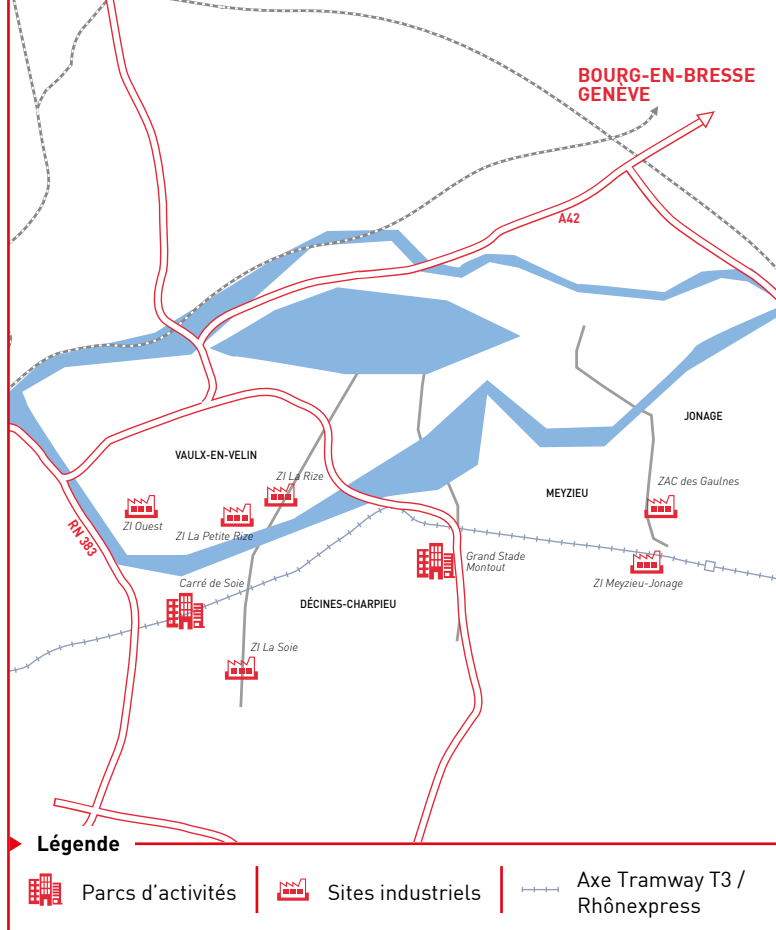 BOURG-EN-BRESSE
GENÈVE
A42
JONAGE
VAULX-EN-VELIN
ZI La Rize
ZAC des Gaulnes
MEYZIEU
ZI Ouest
ZI La Petite Rize
RN 383
Grand Stade
Montout
Carré de Soie
ZI Meyzieu-Jonage
DÉCINES-CHARPIEU
ZI La Soie
Légende
Parcs d'activités
Sites industriels
Axe Tramway T3 /
Rhônexpress